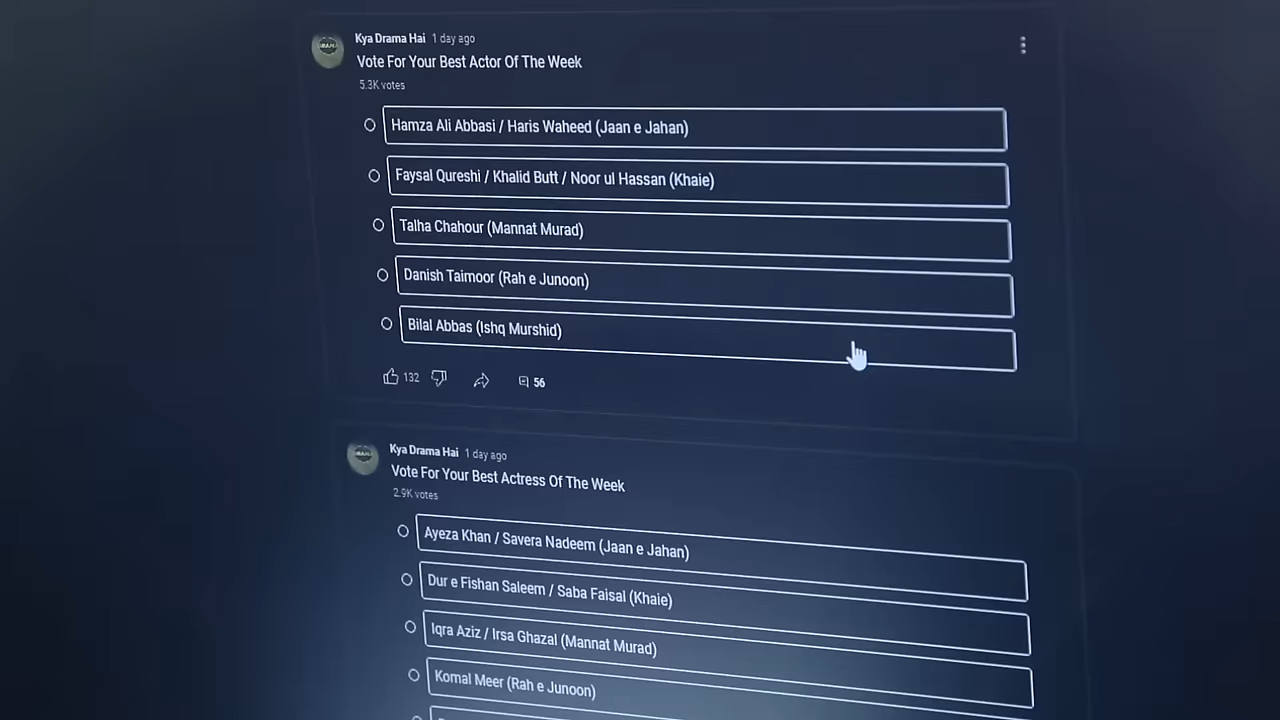 Kya Drama Hai 1 day ago
Vote For Your Best Actor Of The Week
5.3K votes
Hamza Ali Abbasi / Haris Waheed (Jaan e Jahan)
Faysal Qureshi / Khalid Butt / Noor ul Hassan (Khaie)
Talha Chahour (Mannat Murad)
Danish Taimoor (Rah e Junoon)
Bilal Abbas (Ishq Murshid)
132 56
Kya Drama Hai 1 day ago
Vote For Your Best Actress Of The Week
2.9K votes
Ayeza Khan / Savera Nadeem (Jaan e Jahan)
Dur e Fishan Saleem / Saba Faisal (Khaie)
Iqra Aziz / Irsa Ghazal (Mannat Murad)
Komal Meer (Rah e Junoon)